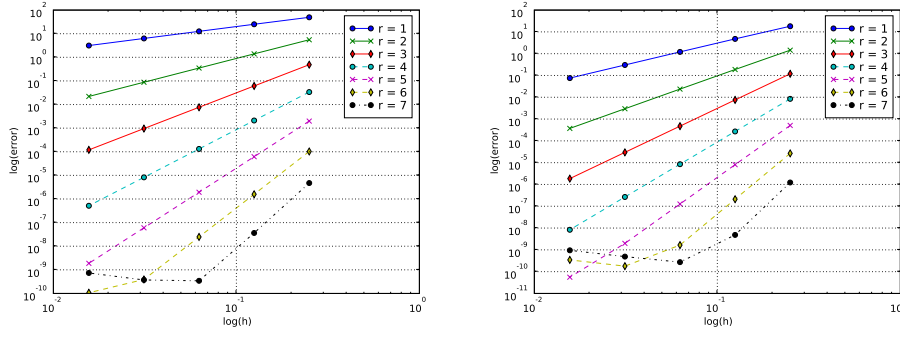 10^2
10^1
10^0
10^-1
10^-2
10^-3
10^-4
10^-5
10^-6
10^-7
10^-8
10^-9
10^-10
log(error)
10^-2
10^-1
10^0
log(h)
r = 1
r = 2
r = 3
r = 4
r = 5
r = 6
r = 7
10^2
10^1
10^0
10^-1
10^-2
10^-3
10^-4
10^-5
10^-6
10^-7
10^-8
10^-9
10^-10
10^-11
log(error)
10^-2
10^-1
log(h)
r = 1
r = 2
r = 3
r = 4
r = 5
r = 6
r = 7